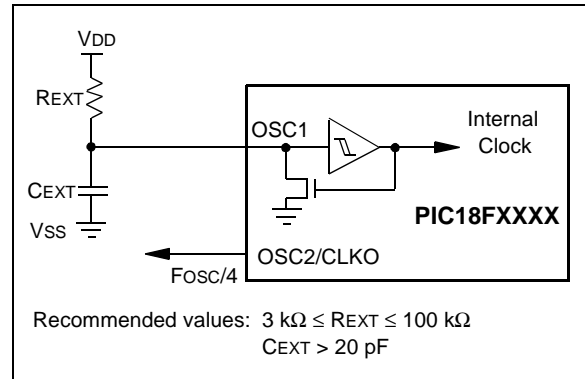 VDD
REXT
OSC1
Internal
Clock
CEXT
PIC18FXXXX
VSS
OSC2/CLKO
FOSC/4
Recommended values: 3 kΩ ≤ REXT ≤ 100 kΩ
CEXT > 20 pF